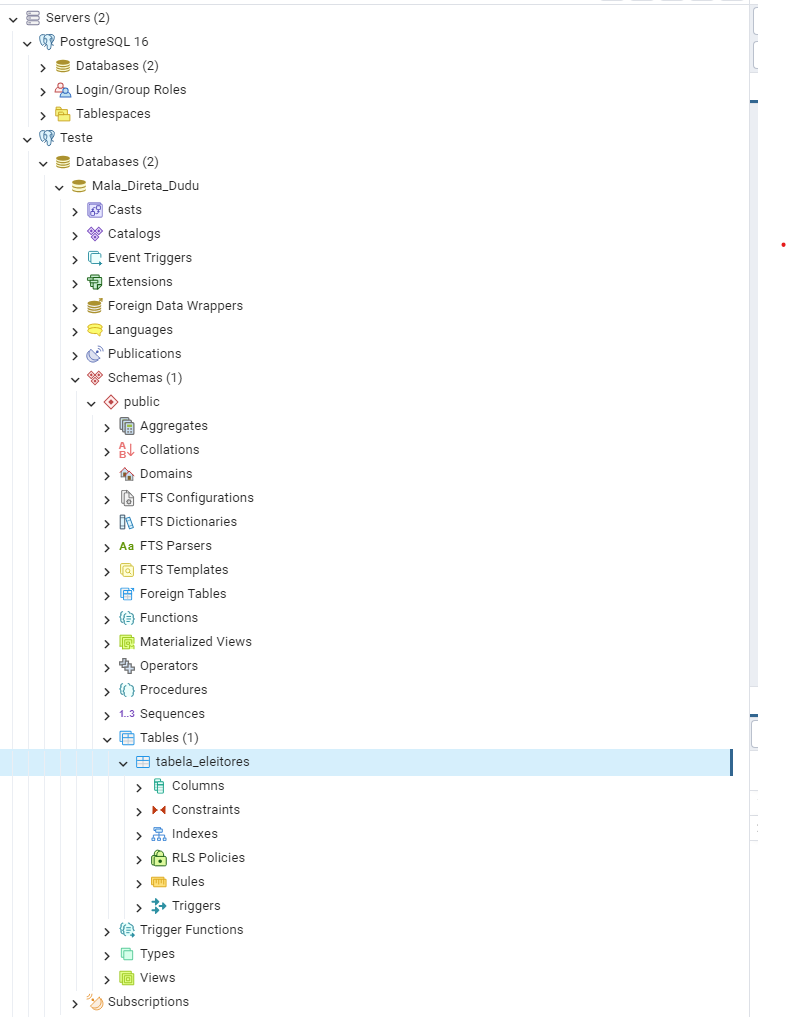 Servers (2)
PostgreSQL 16
Databases (2)
Login/Group Roles
Tablespaces
Teste
Databases (2)
Mala_Direta_Dudu
Casts
Catalogs
Event Triggers
Extensions
Foreign Data Wrappers
Languages
Publications
Schemas (1)
public
Aggregates
Collations
Domains
FTS Configurations
FTS Dictionaries
Aa FTS Parsers
FTS Templates
Foreign Tables
Functions
Materialized Views
Operators
Procedures
1..3 Sequences
Tables (1)
tabela_eleitores
Columns
Constraints
Indexes
RLS Policies
Rules
Triggers
Trigger Functions
Types
Views
Subscriptions